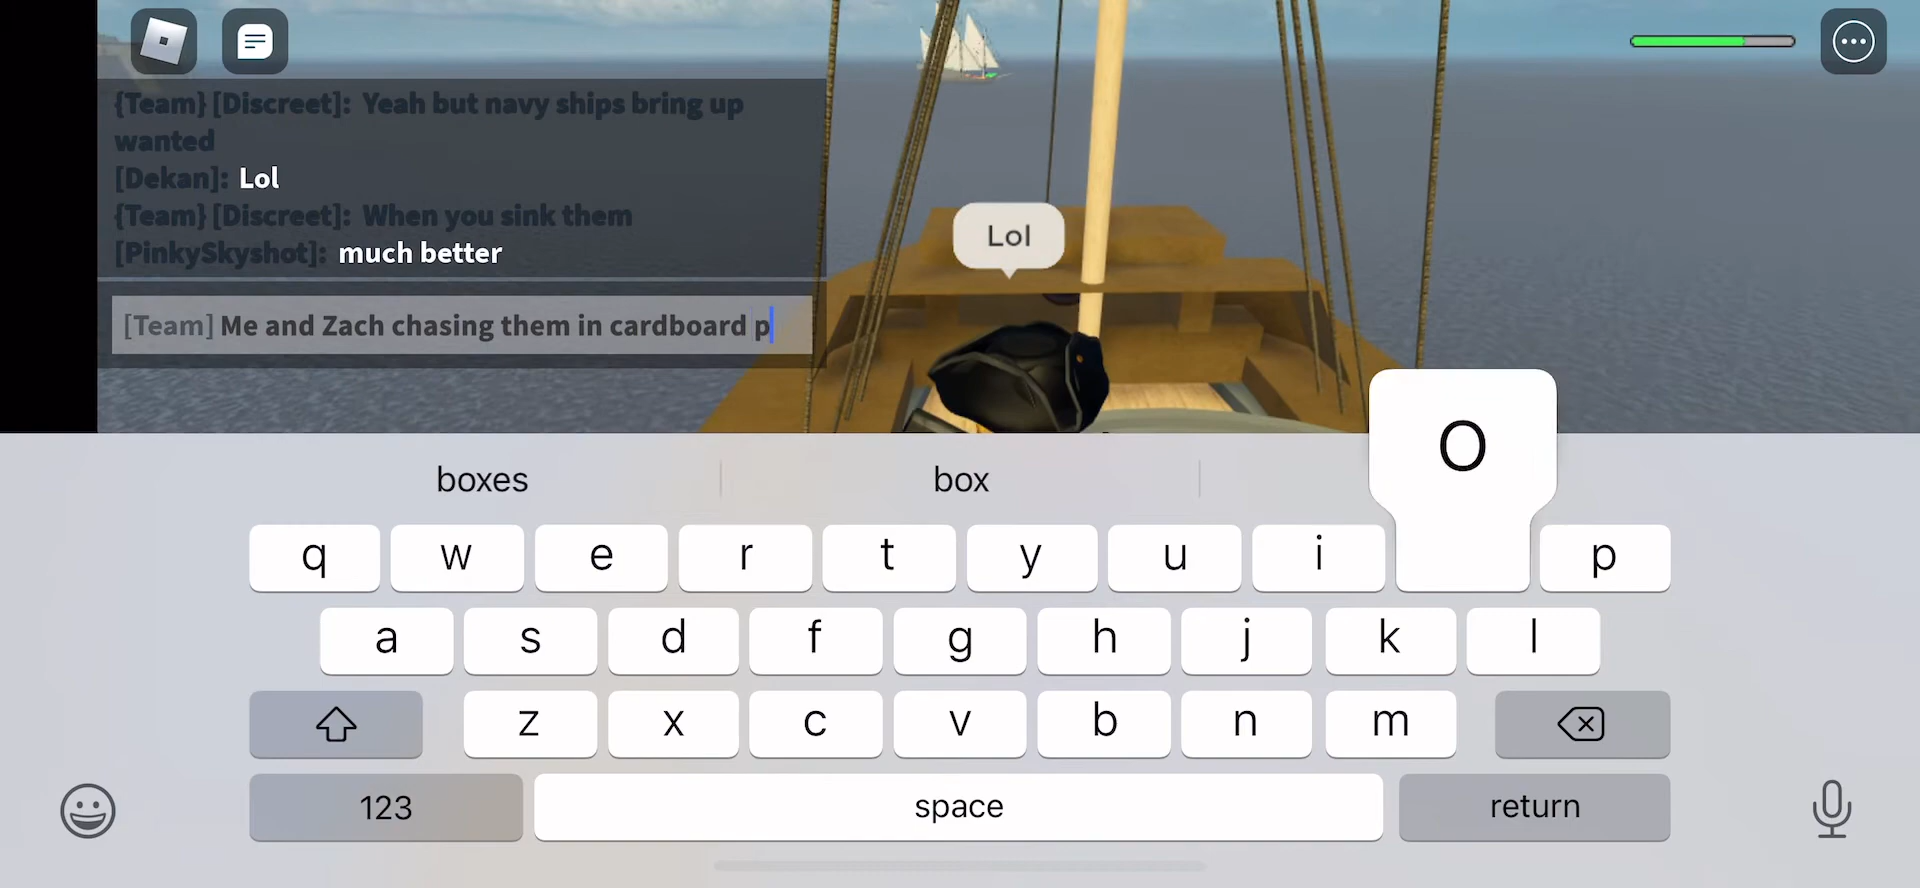 {Team} [Discreet]: Yeah but navy ships bring up
wanted
[Dekan]: Lol
{Team} [Discreet]: When you sink them
[PinkySkyshot]: much better
Lol
[Team] Me and Zach chasing them in cardboard p
boxes box
O
q w e r t y u i p
a s d f g h j k l
z x c v b n m
123 space return